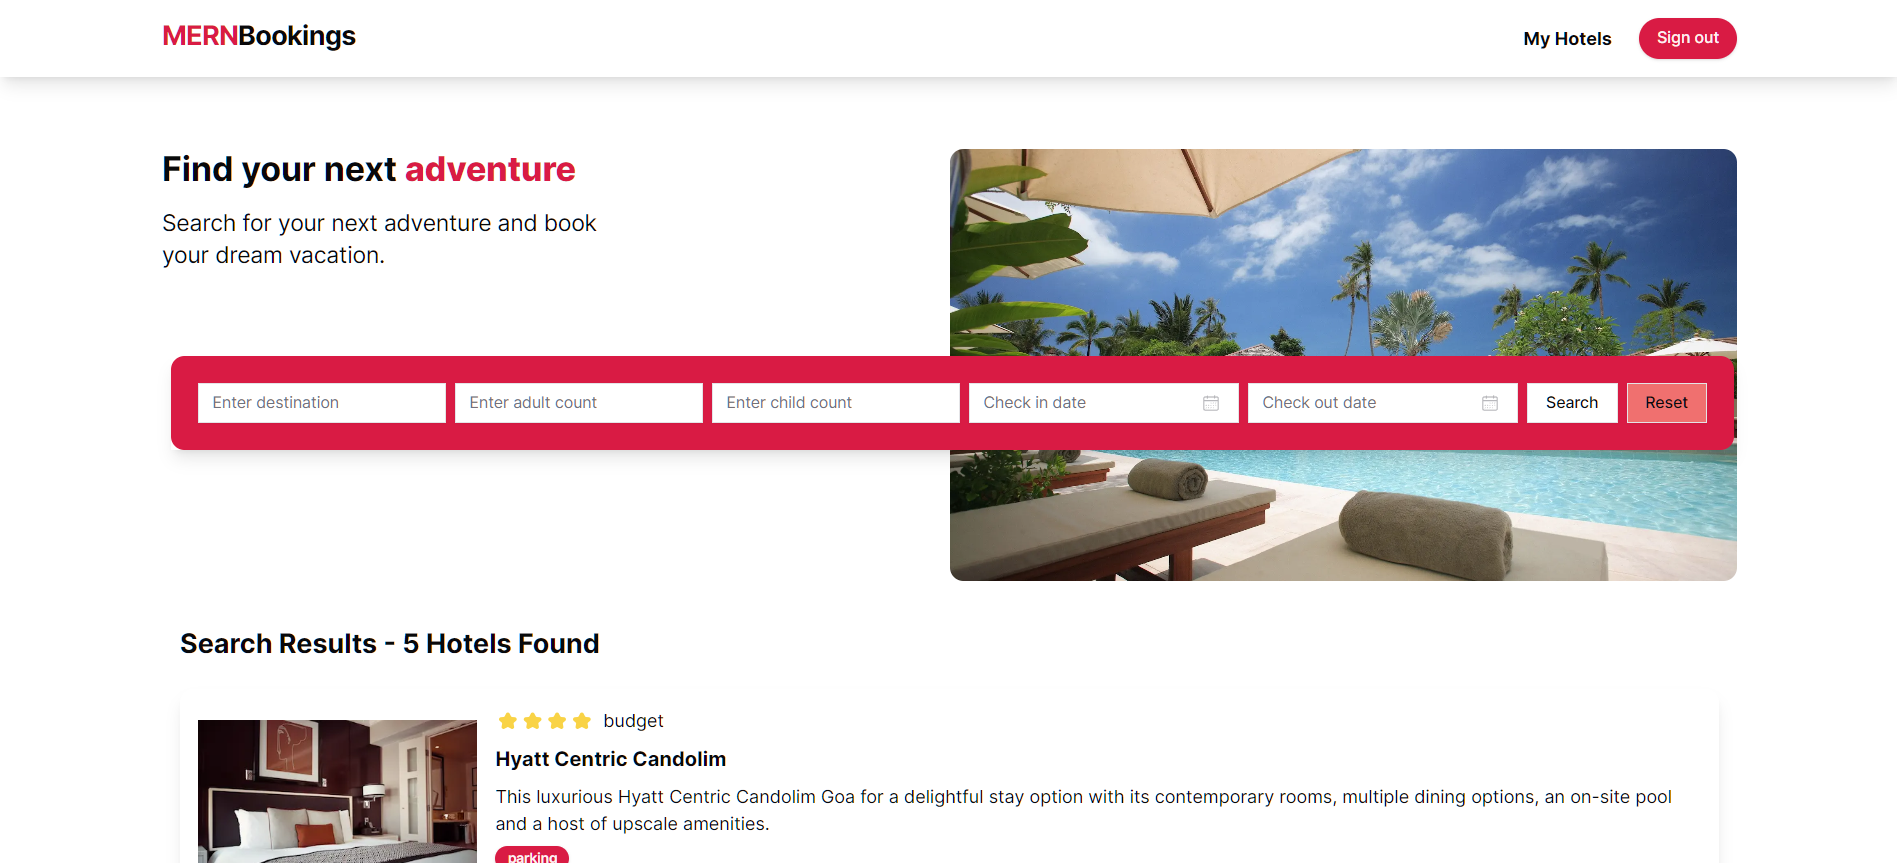 MERNBookings
My Hotels
Sign out
Find your next adventure
Search for your next adventure and book
your dream vacation.
Enter destination
Enter adult count
Enter child count
Check in date
Check out date
Search
Reset
Search Results - 5 Hotels Found
budget
Hyatt Centric Candolim
This luxurious Hyatt Centric Candolim Goa for a delightful stay option with its contemporary rooms, multiple dining options, an on-site pool
and a host of upscale amenities.
parking